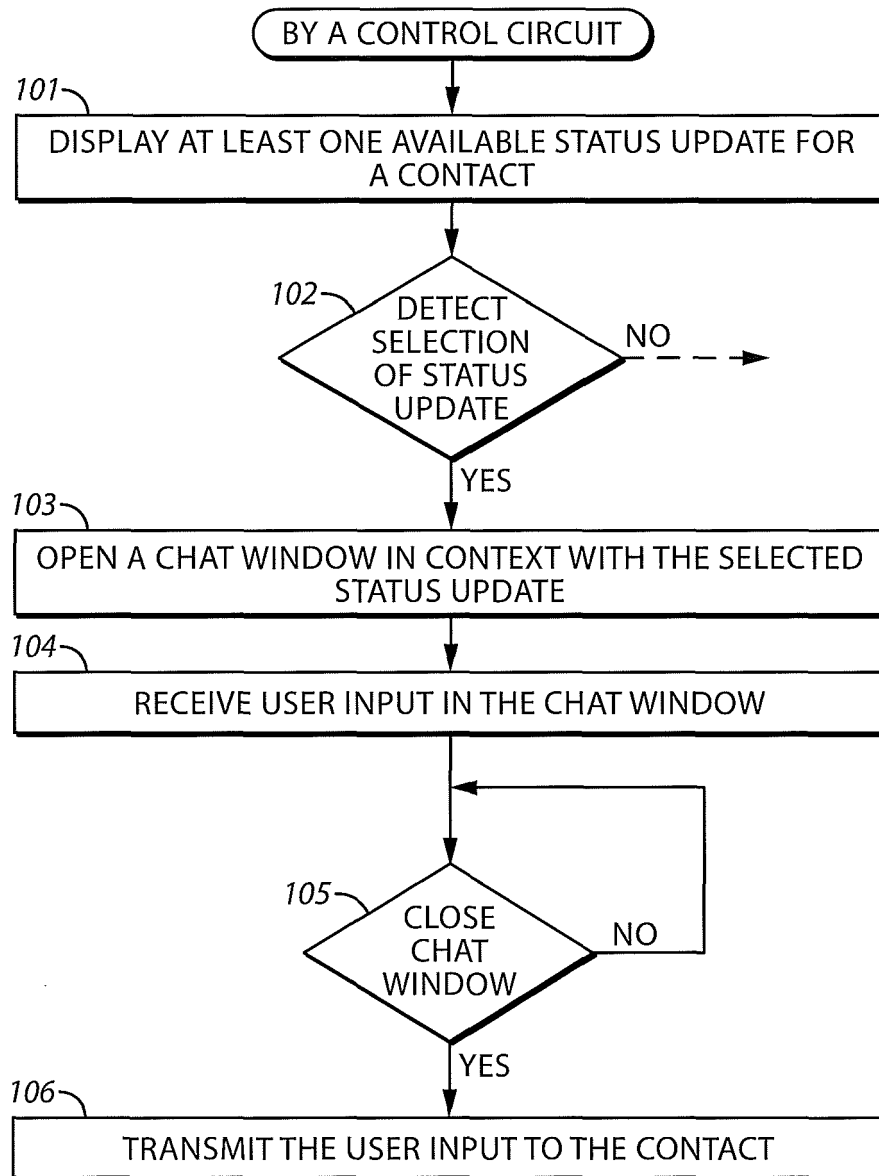 BY A CONTROL CIRCUIT
101
DISPLAY AT LEAST ONE AVAILABLE STATUS UPDATE FOR
A CONTACT
102
DETECT
SELECTION
OF STATUS
UPDATE
NO
YES
103
OPEN A CHAT WINDOW IN CONTEXT WITH THE SELECTED
STATUS UPDATE
104
RECEIVE USER INPUT IN THE CHAT WINDOW
105
CLOSE
CHAT
WINDOW
NO
YES
106
TRANSMIT THE USER INPUT TO THE CONTACT